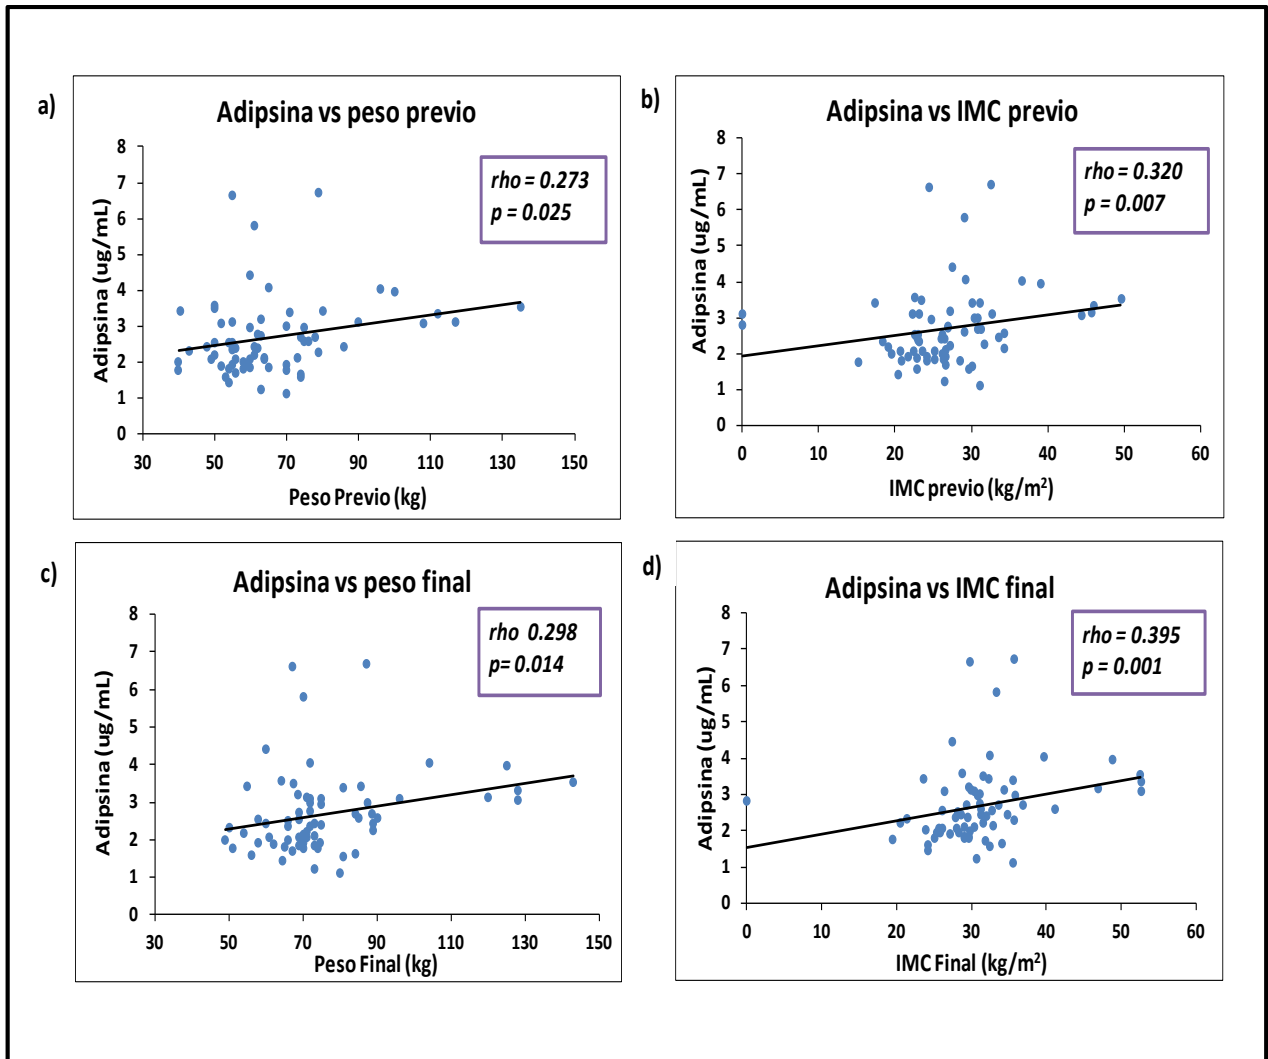 a)
Adipsina vs peso previo
rho = 0.273
p = 0.025
Adipsina (ug/mL)
8
7
6
5
4
3
2
1
0
30 50 70 90 110 130 150
Peso Previo (kg)
b)
Adipsina vs IMC previo
rho = 0.320
p = 0.007
Adipsina (ug/mL)
8
7
6
5
4
3
2
1
0
0 10 20 30 40 50 60
IMC previo (kg/m²)
c)
Adipsina vs peso final
rho 0.298
p= 0.014
Adipsina (ug/mL)
8
7
6
5
4
3
2
1
0
30 50 70 90 110 130 150
Peso Final (kg)
d)
Adipsina vs IMC final
rho = 0.395
p = 0.001
Adipsina (ug/mL)
8
7
6
5
4
3
2
1
0
0 10 20 30 40 50 60
IMC Final (kg/m²)